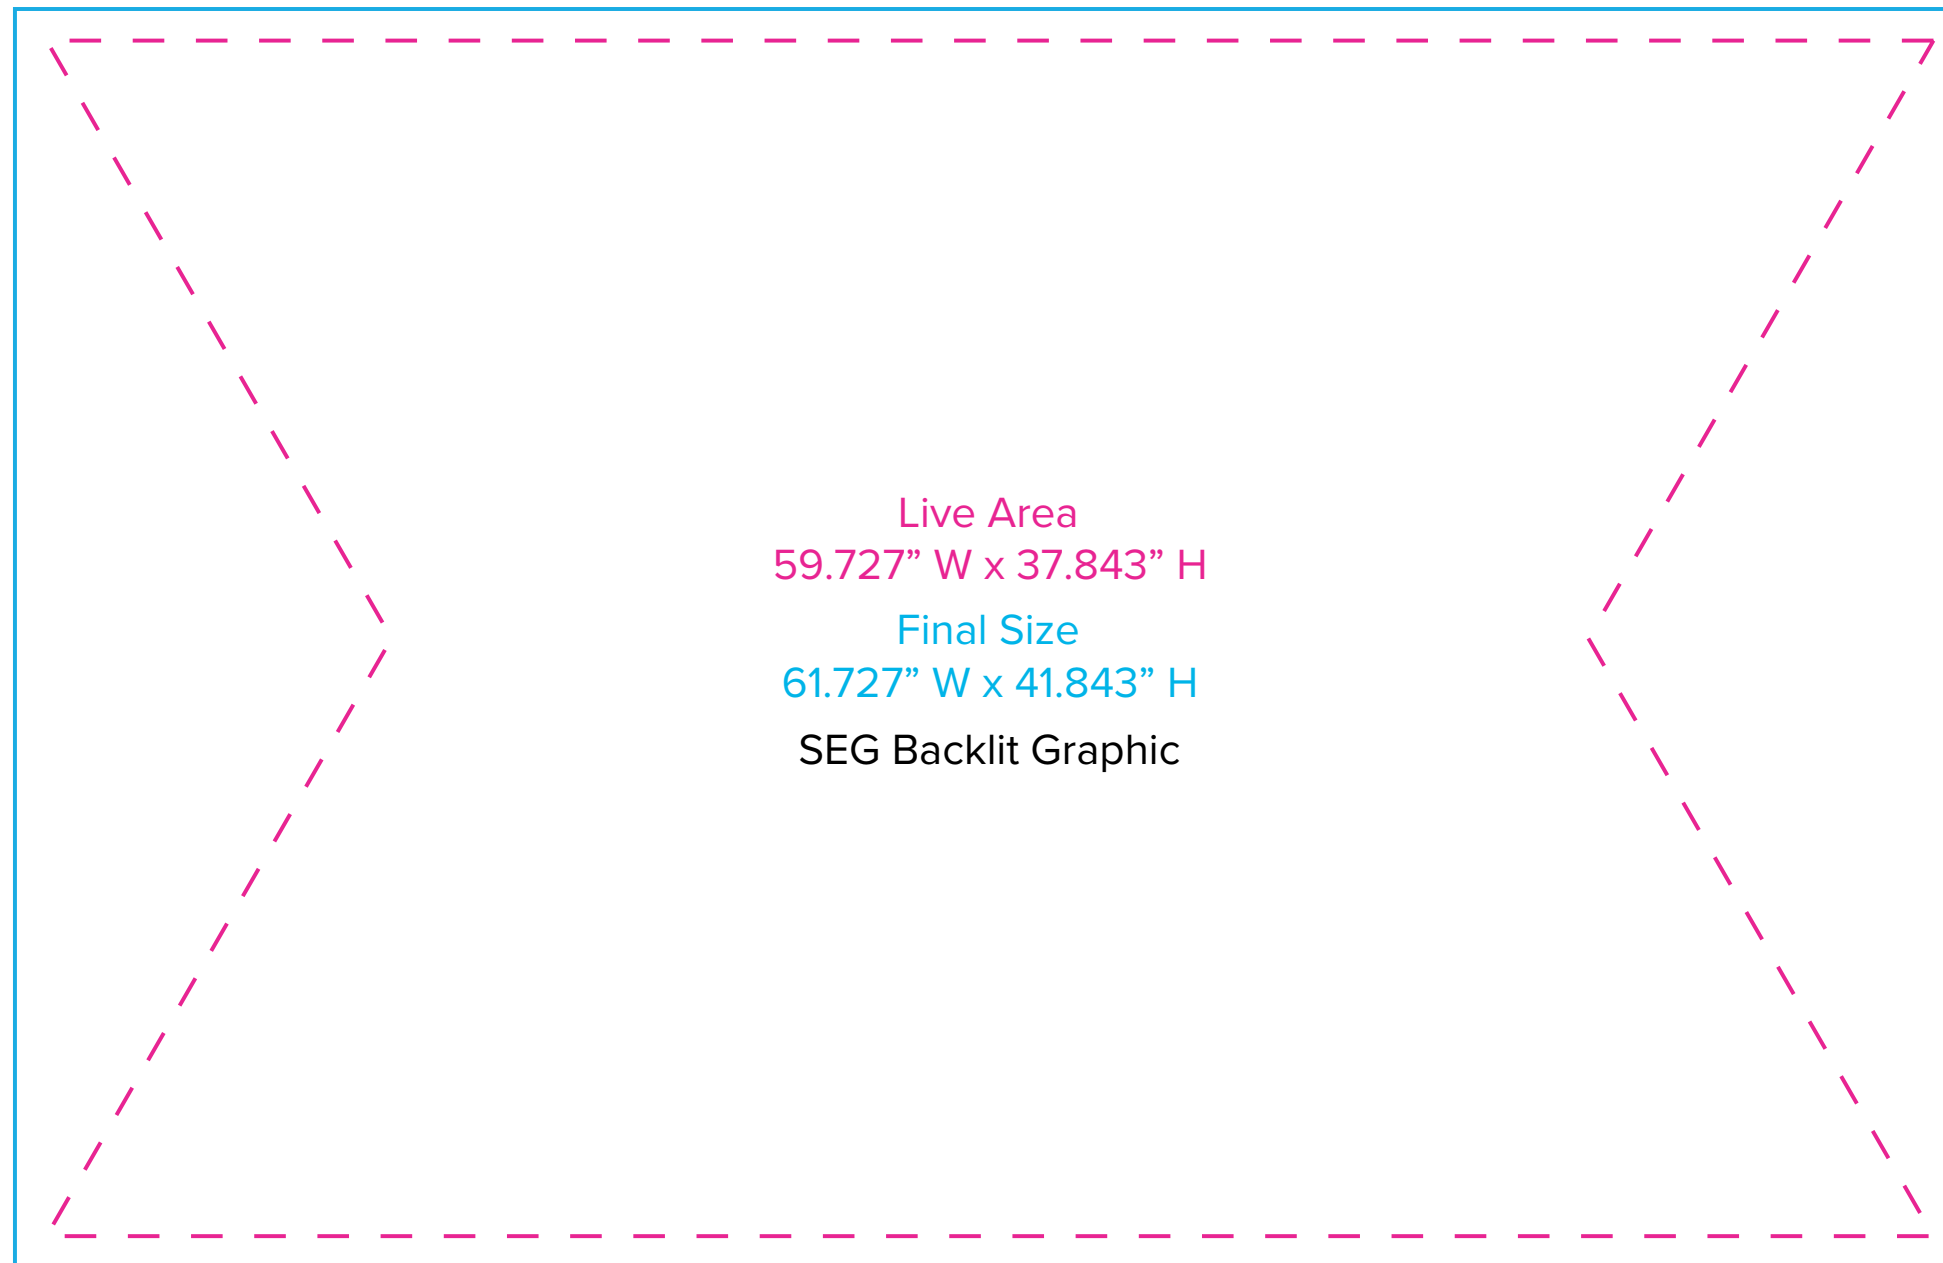 Live Area
59.727” W x 37.843” H
Final Size
61.727” W x 41.843” H
SEG Backlit Graphic